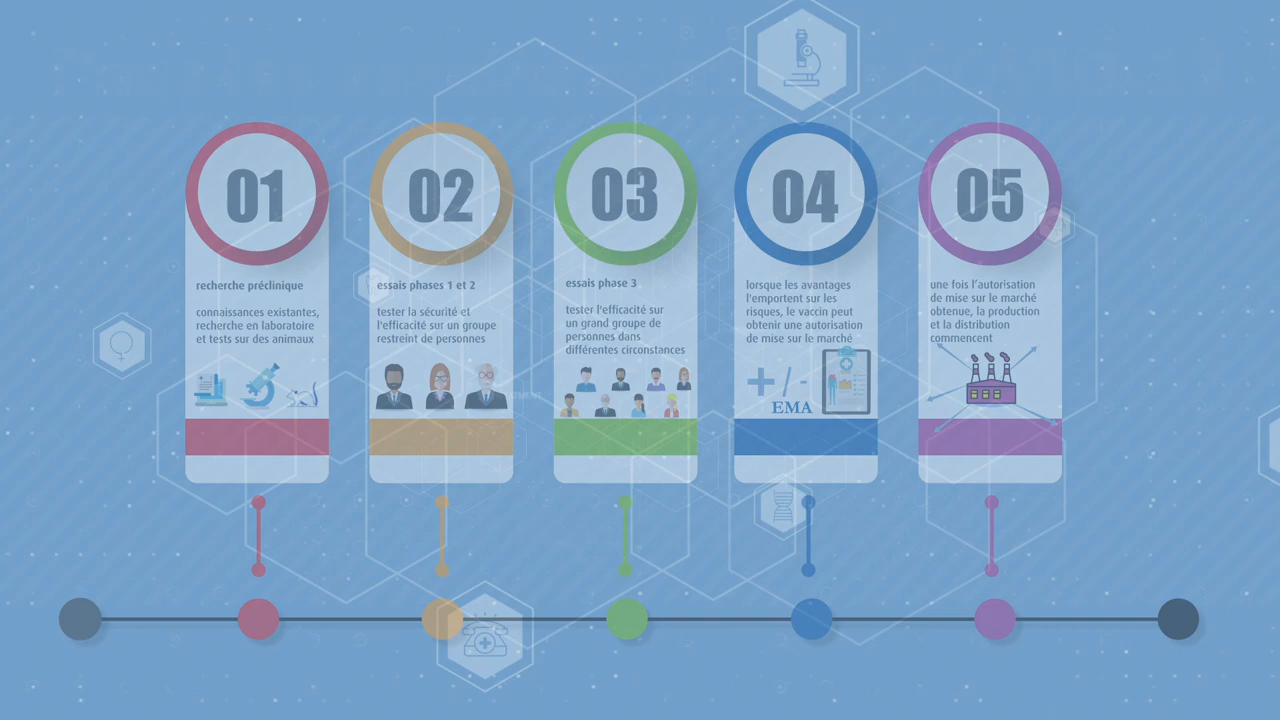 01
recherche préclinique
connaissances existantes,
recherche en laboratoire
et tests sur des animaux
02
essais phases 1 et 2
tester la sécurité et
l'efficacité sur un groupe
restreint de personnes
03
essais phase 3
tester l'efficacité sur
un grand groupe de
personnes dans
différentes circonstances
04
lorsque les avantages
l'emportent sur les
risques, le vaccin peut
obtenir une autorisation
de mise sur le marché
+/-
EMA
05
une fois l'autorisation
de mise sur le marché
obtenue, la production
et la distribution
commencent